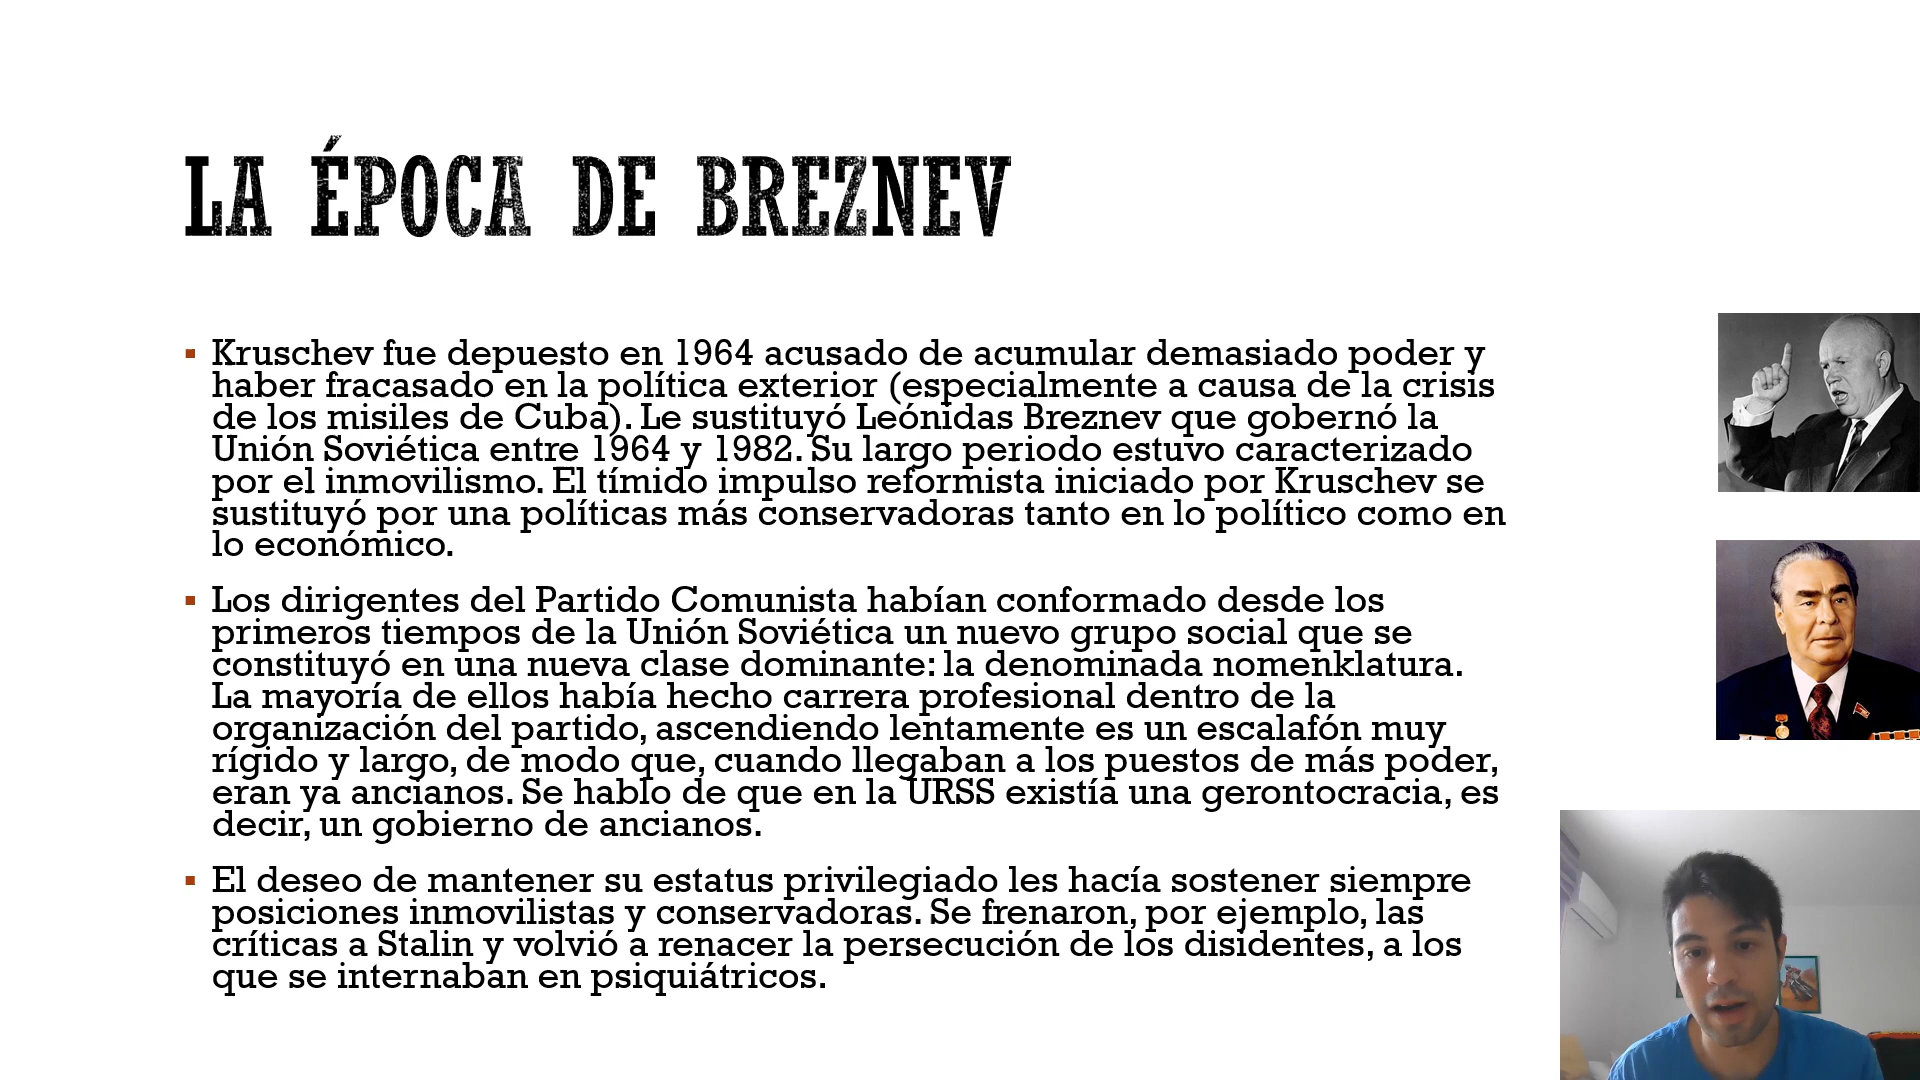 LA ÉPOCA DE BREZNEV
▪ Kruschev fue depuesto en 1964 acusado de acumular demasiado poder y
haber fracasado en la política exterior (especialmente a causa de la crisis
de los misiles de Cuba). Le sustituyó Leónidas Breznev que gobernó la
Unión Soviética entre 1964 y 1982. Su largo periodo estuvo caracterizado
por el inmovilismo. El tímido impulso reformista iniciado por Kruschev se
sustituyó por una políticas más conservadoras tanto en lo político como en
lo económico.
▪ Los dirigentes del Partido Comunista habían conformado desde los
primeros tiempos de la Unión Soviética un nuevo grupo social que se
constituyó en una nueva clase dominante: la denominada nomenklatura.
La mayoría de ellos había hecho carrera profesional dentro de la
organización del partido, ascendiendo lentamente es un escalafón muy
rígido y largo, de modo que, cuando llegaban a los puestos de más poder,
eran ya ancianos. Se hablo de que en la URSS existía una gerontocracia, es
decir, un gobierno de ancianos.
▪ El deseo de mantener su estatus privilegiado les hacía sostener siempre
posiciones inmovilistas y conservadoras. Se frenaron, por ejemplo, las
críticas a Stalin y volvió a renacer la persecución de los disidentes, a los
que se internaban en psiquiátricos.